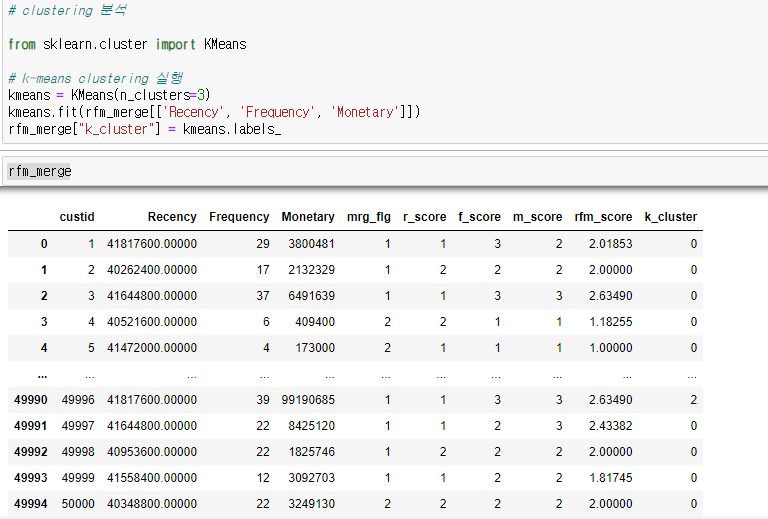 # clustering 분석
from sklearn.cluster import KMeans
# k-means clustering 실행
kmeans = KMeans(n_clusters=3)
kmeans.fit(rfm_merge[['Recency', 'Frequency', 'Monetary']])
rfm_merge["k_cluster"] = kmeans.labels_
rfm_merge
custid Recency Frequency Monetary mrg_flg r_score f_score m_score rfm_score k_cluster
0 1 41817600.00000 29 3800481 1 1 3 2 2.01853 0
1 2 40262400.00000 17 2132329 1 2 2 2 2.00000 0
2 3 41644800.00000 37 6491639 1 1 3 3 2.63490 0
3 4 40521600.00000 6 409400 2 2 1 1 1.18255 0
4 5 41472000.00000 4 173000 2 1 1 1 1.00000 0
... ... ... ... ... ... ... ... ... ... ...
49990 49996 41817600.00000 39 99190685 1 1 3 3 2.63490 2
49991 49997 41644800.00000 22 8425120 1 1 2 3 2.43382 0
49992 49998 40953600.00000 22 1825746 1 2 2 2 2.00000 0
49993 49999 41558400.00000 12 3092703 1 1 2 2 1.81745 0
49994 50000 40348800.00000 22 3249130 2 2 2 2 2.00000 0